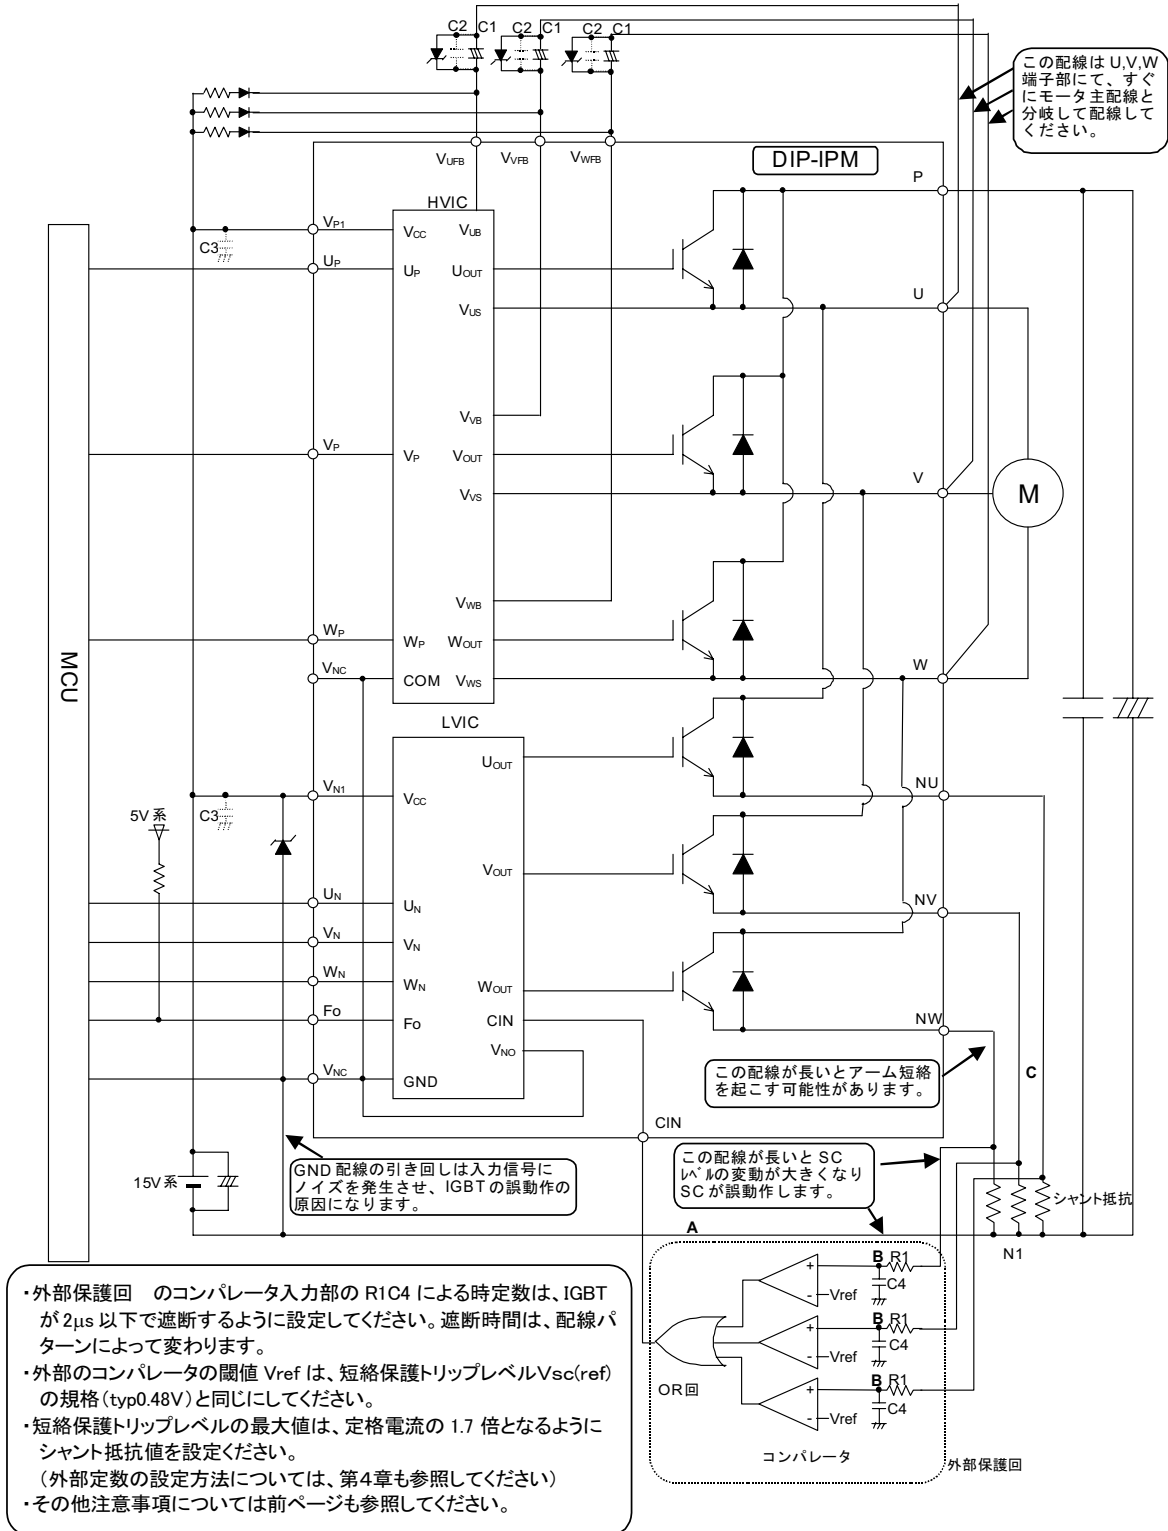 C2 C1
C2 C1
C2 C1
この配線は U,V,W
端子部にて、すぐ
にモータ主配線と
分岐して配線して
ください。
VUFB
VVFB
VWFB
DIP-IPM
P
HVIC
VP1
VCC
VUB
C3
UP
UP
UOUT
U
VUS
VVB
VP
VP
VOUT
V
VVS
M
VWB
WP
WP
WOUT
W
VNC
COM
VWS
MCU
LVIC
UOUT
NU
VN1
VCC
C3
5V系
VOUT
NV
UN
UN
VN
VN
WN
WN
WOUT
NW
Fo
Fo
CIN
VNO
VNC
GND
この配線が長いとアーム短絡
を起こす可能性があります。
C
CIN
GND 配線の引き回しは入力信号に
ノイズを発生させ、IGBTの誤動作の
原因になります。
この配線が長いと SC
レベルの変動が大きくなり
SCが誤動作します。
15V系
シャント抵抗
A
N1
B R1
+
C4
- Vref
B R1
+
C4
- Vref
B R1
+
C4
- Vref
OR回
コンパレータ
外部保護回
・外部保護回　のコンパレータ入力部の R1C4 による時定数は、IGBT
が2μs 以下で遮断するように設定してください。遮断時間は、配線パ
ターンによって変わります。
・外部のコンパレータの閾値 Vref は、短絡保護トリップレベルVsc(ref)
の規格(typ0.48V)と同じにしてください。
・短絡保護トリップレベルの最大値は、定格電流の 1.7 倍となるように
シャント抵抗値を設定ください。
(外部定数の設定方法については、第4章も参照してください)
・その他注意事項については前ページも参照してください。